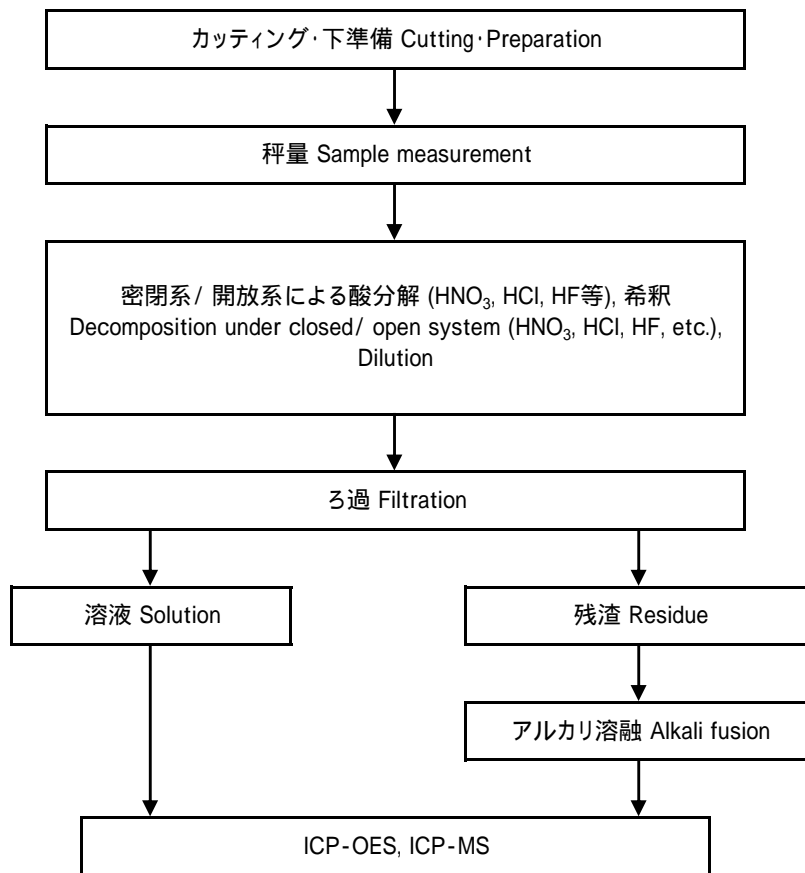 カッティング・下準備 Cutting・Preparation
秤量 Sample measurement
密閉系/ 開放系による酸分解 (HNO₃, HCl, HF等), 希釈
Decomposition under closed/ open system (HNO₃, HCl, HF, etc.),
Dilution
ろ過 Filtration
溶液 Solution
残渣 Residue
アルカリ溶融 Alkali fusion
ICP-OES, ICP-MS